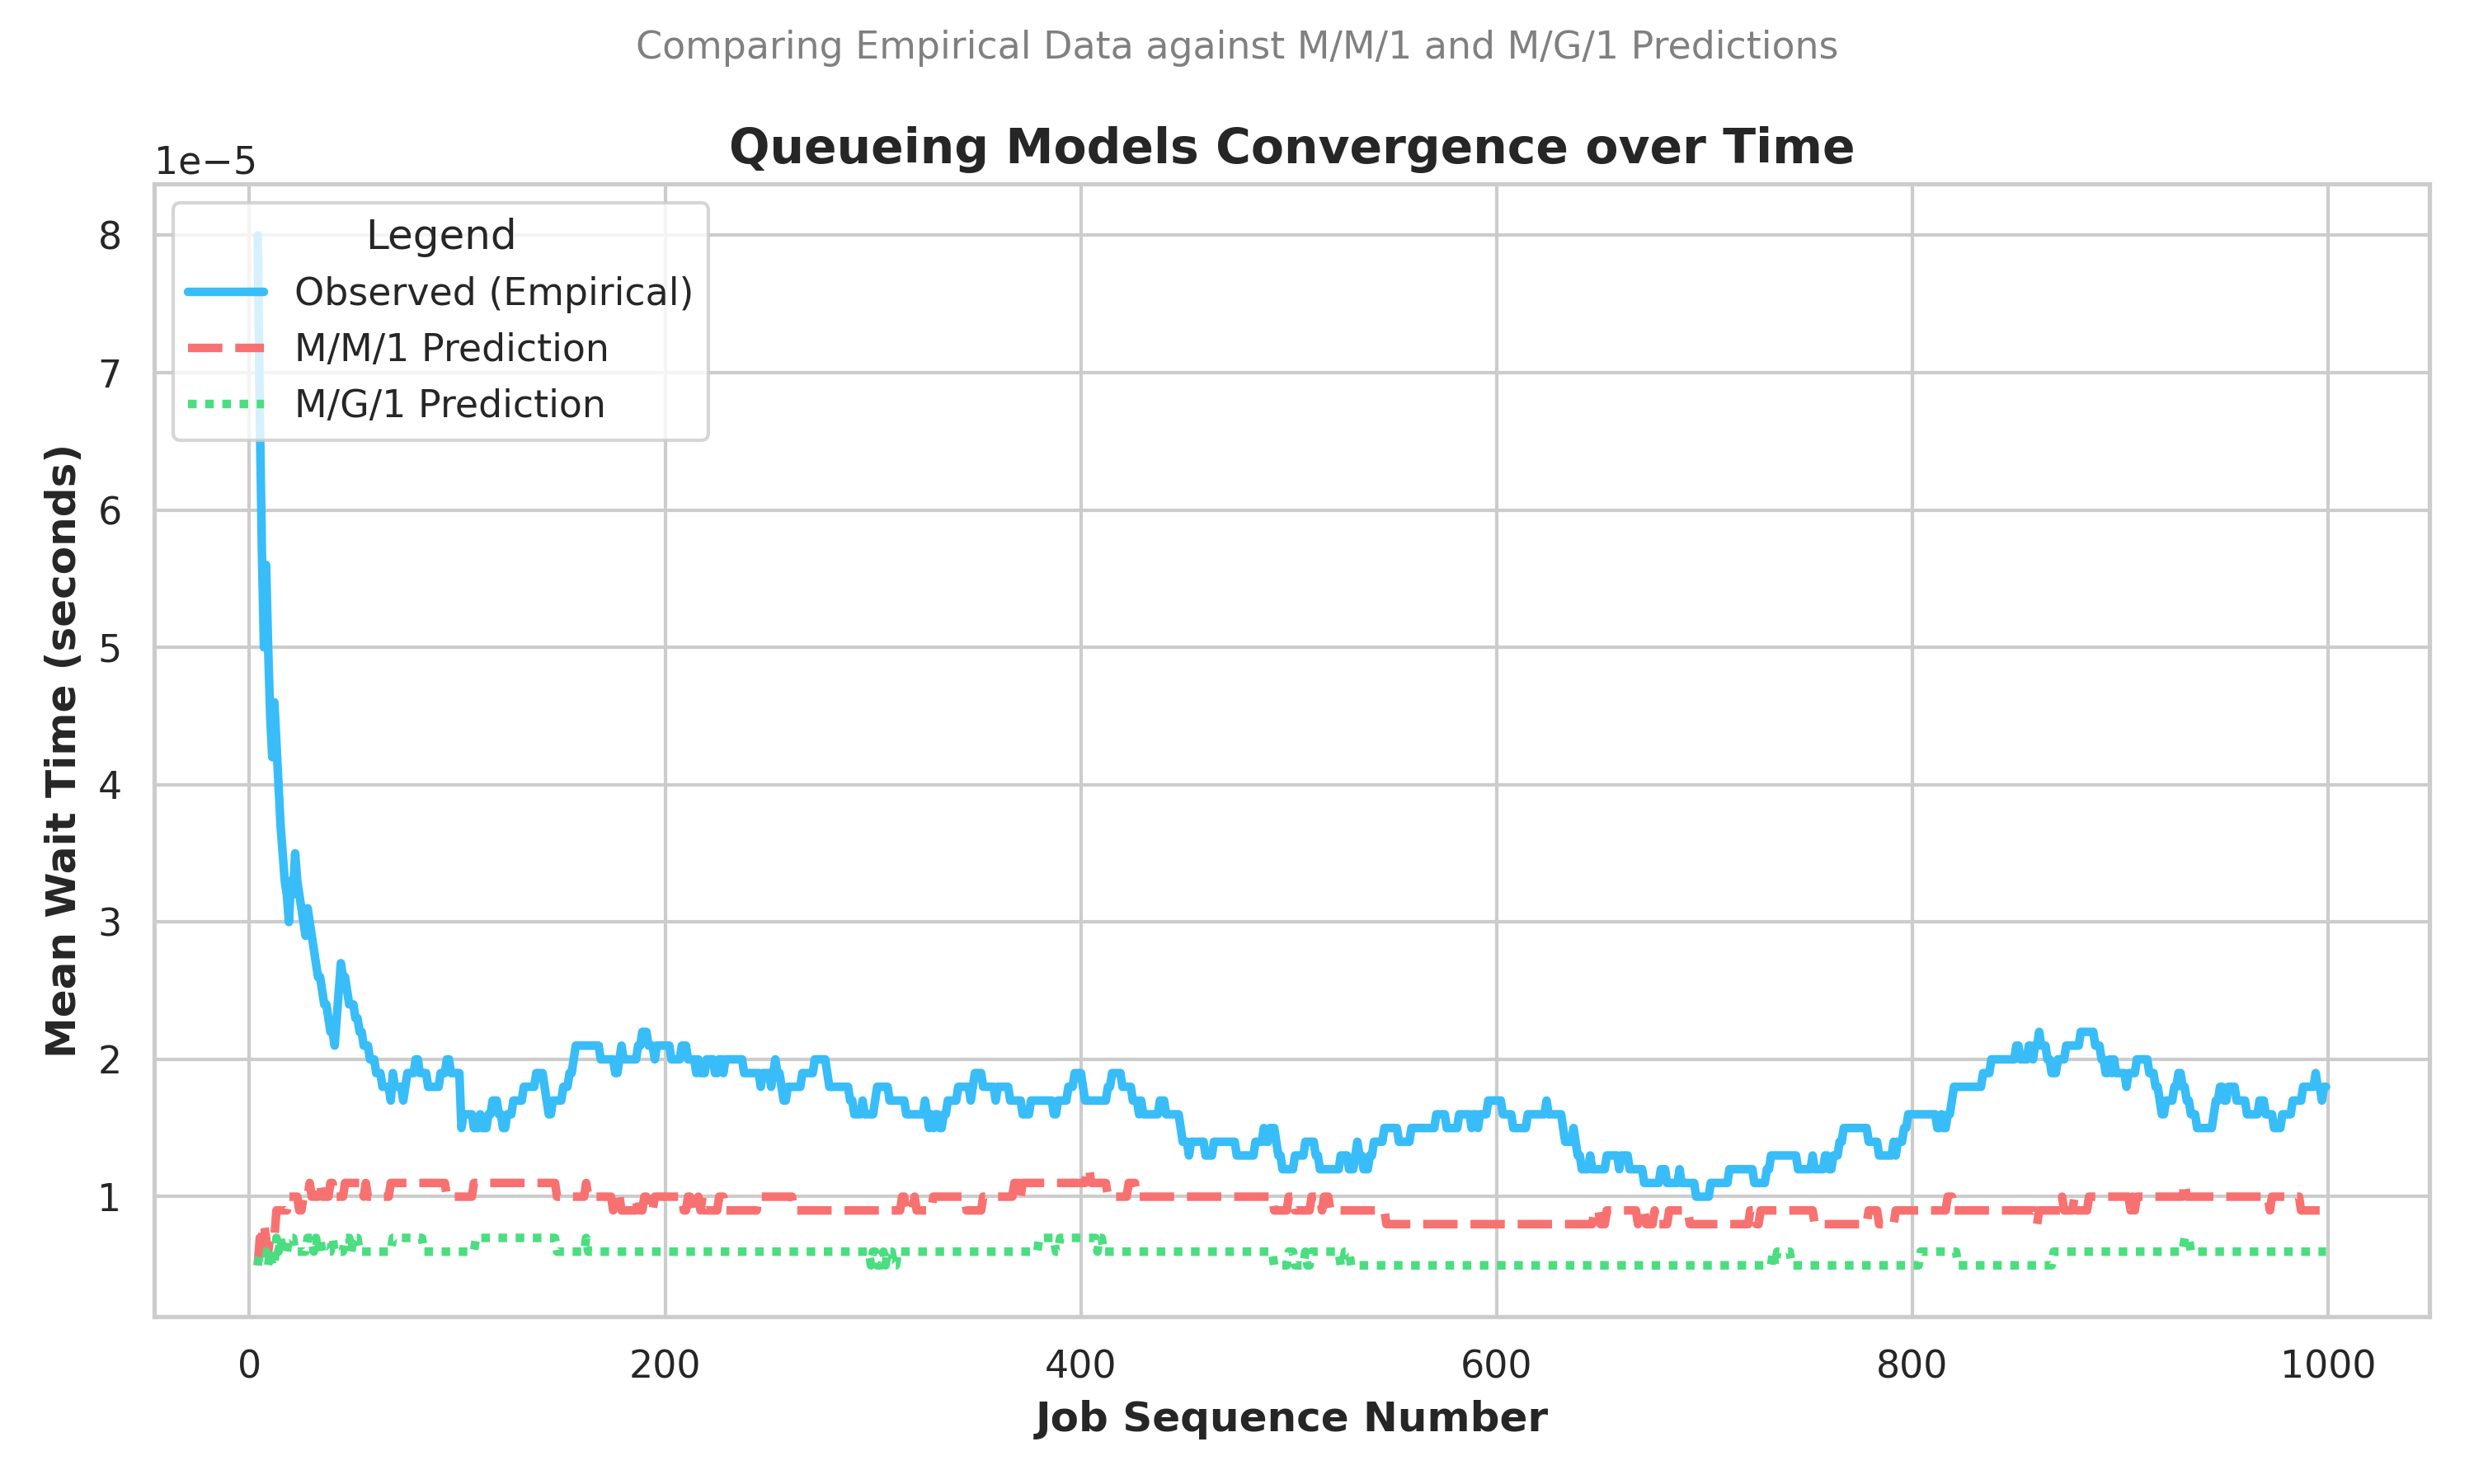 Comparing Empirical Data against M/M/1 and M/G/1 Predictions
Queueing Models Convergence over Time
1e−5
Legend
Observed (Empirical)
M/M/1 Prediction
M/G/1 Prediction
Mean Wait Time (seconds)
8
7
6
5
4
3
2
1
0 200 400 600 800 1000
Job Sequence Number